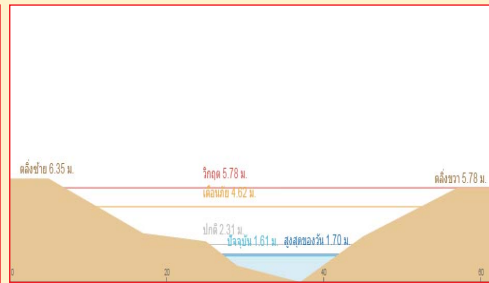 ตลิ่งซ้าย 6.35 ม.
วิกฤต 5.78 ม.
ตลิ่งขวา 5.78 ม.
เตือนภัย 4.62 ม.
ปกติ 2.31 ม.
ปัจจุบัน 1.61 ม. สูงสุดของวัน 1.70 ม.
0 20 40 60